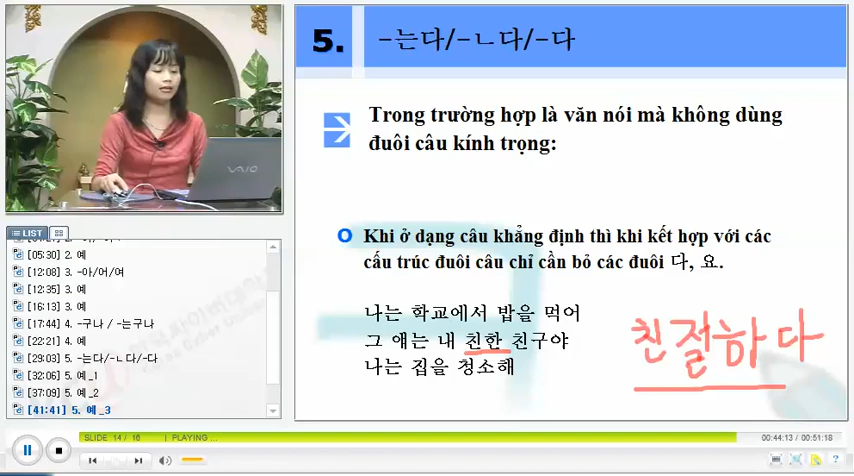 5.
-는다/-ㄴ다/-다
Trong trường hợp là văn nói mà không dùng
đuôi câu kính trọng:
O Khi ở dạng câu khẳng định thì khi kết hợp với các
cấu trúc đuôi câu chỉ cần bỏ các đuôi 다, 요.
나는 학교에서 밥을 먹어
그 얘는 내 친한 친구야
나는 집을 청소해
친절하다
VAIO
LIST
[05:30] 2. 예
[12:08] 3. -아/어/여
[12:35] 3. 예
[16:13] 3. 예
[17:44] 4. -구나 / -는구나
[22:21] 4. 예
[29:03] 5. -는다/-ㄴ다/-다
[32:06] 5. 예_1
[37:09] 5. 예_2
[41:41] 5. 예_3
SLIDE 14 / 16 | PLAYING ...
00:44:13 / 00:51:18